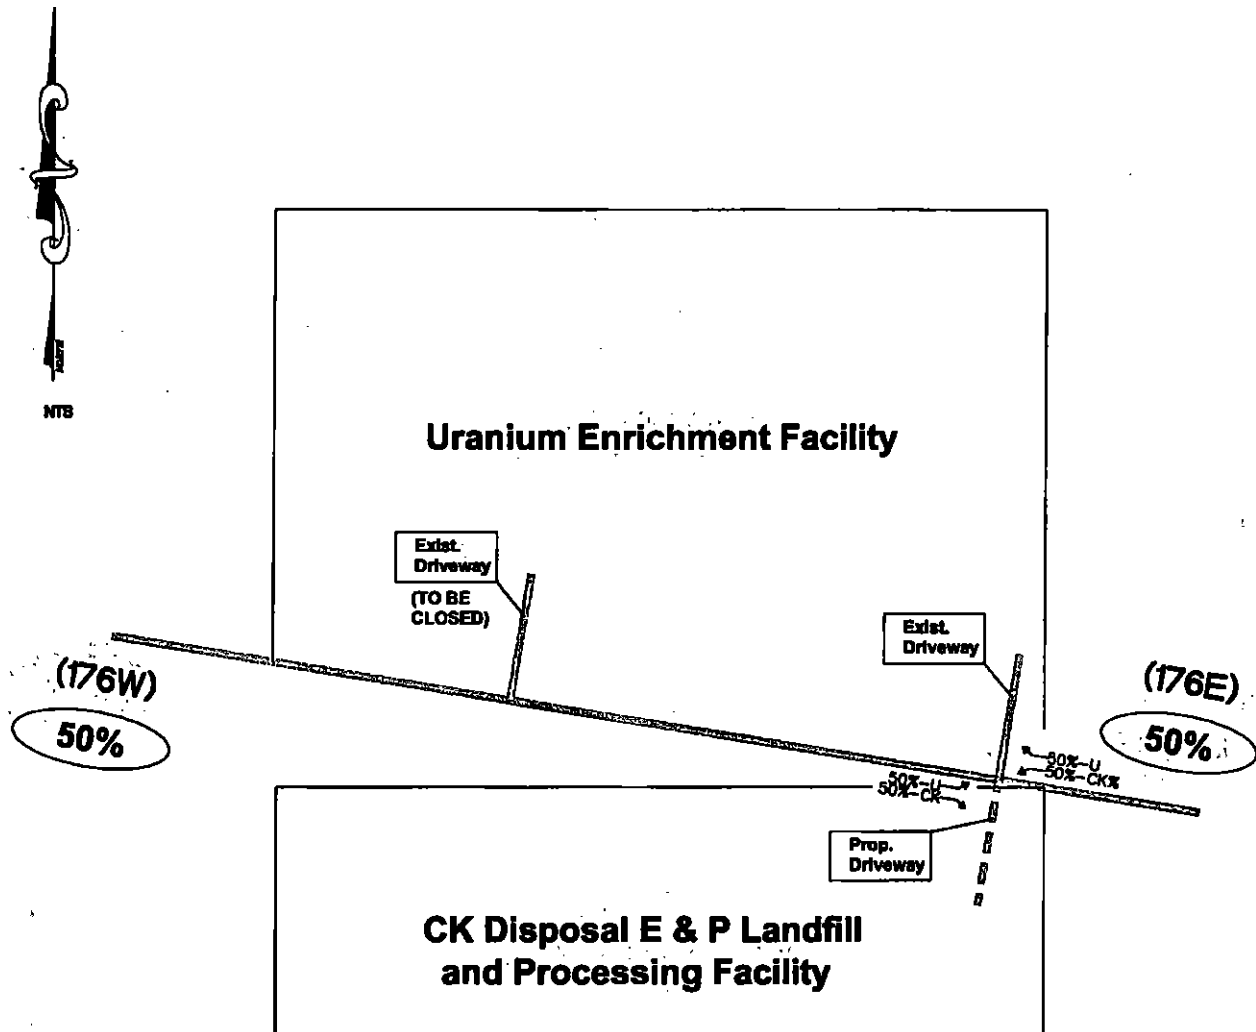 NTS
Uranium Enrichment Facility
Exist.
Driveway
(TO BE
CLOSED)
Exist.
Driveway
(176W)
50%
(176E)
50%
50%-U
50%-CK%
50%-U
50%-CK
Prop.
Driveway
CK Disposal E & P Landfill
and Processing Facility